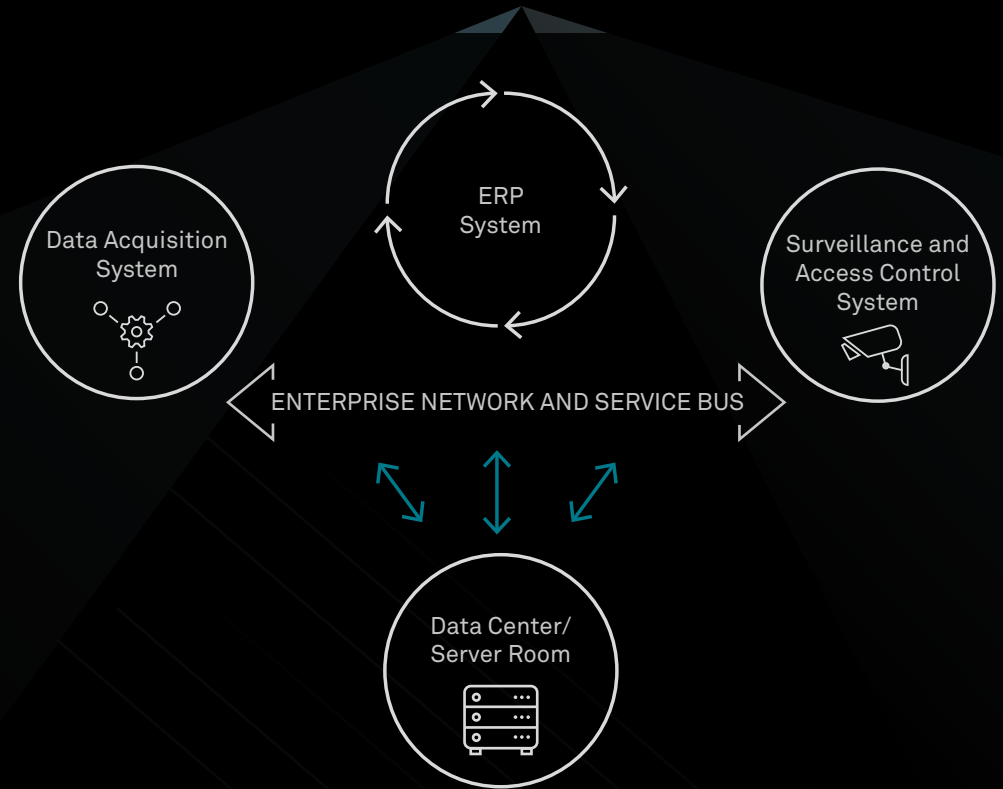 ERP
System
Data Acquisition
System
Surveillance and
Access Control
System
ENTERPRISE NETWORK AND SERVICE BUS
Data Center/
Server Room